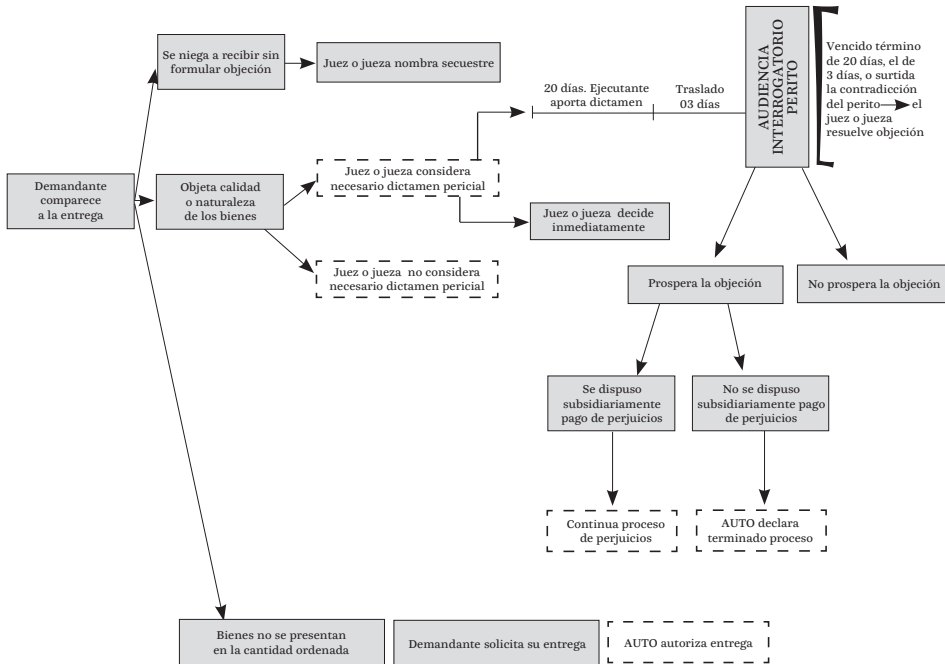 Se niega a recibir sin
formular objeción
Juez o jueza nombra secuestre
20 días. Ejecutante
aporta dictamen
Traslado
03 días
AUDIENCIA
INTERROGATORIO
PERITO
Vencido término
de 20 días, el de
3 días, o surtida
la contradicción
del perito el
juez o jueza
resuelve objeción
Demandante
comparece
a la entrega
Objeta calidad
o naturaleza
de los bienes
Juez o jueza considera
necesario dictamen pericial
Juez o jueza decide
inmediatamente
Juez o jueza no considera
necesario dictamen pericial
Prospera la objeción
No prospera la objeción
Se dispuso
subsidiariamente
pago de perjuicios
No se dispuso
subsidiariamente pago
de perjuicios
Continua proceso
de perjuicios
AUTO declara
terminado proceso
Bienes no se presentan
en la cantidad ordenada
Demandante solicita su entrega
AUTO autoriza entrega